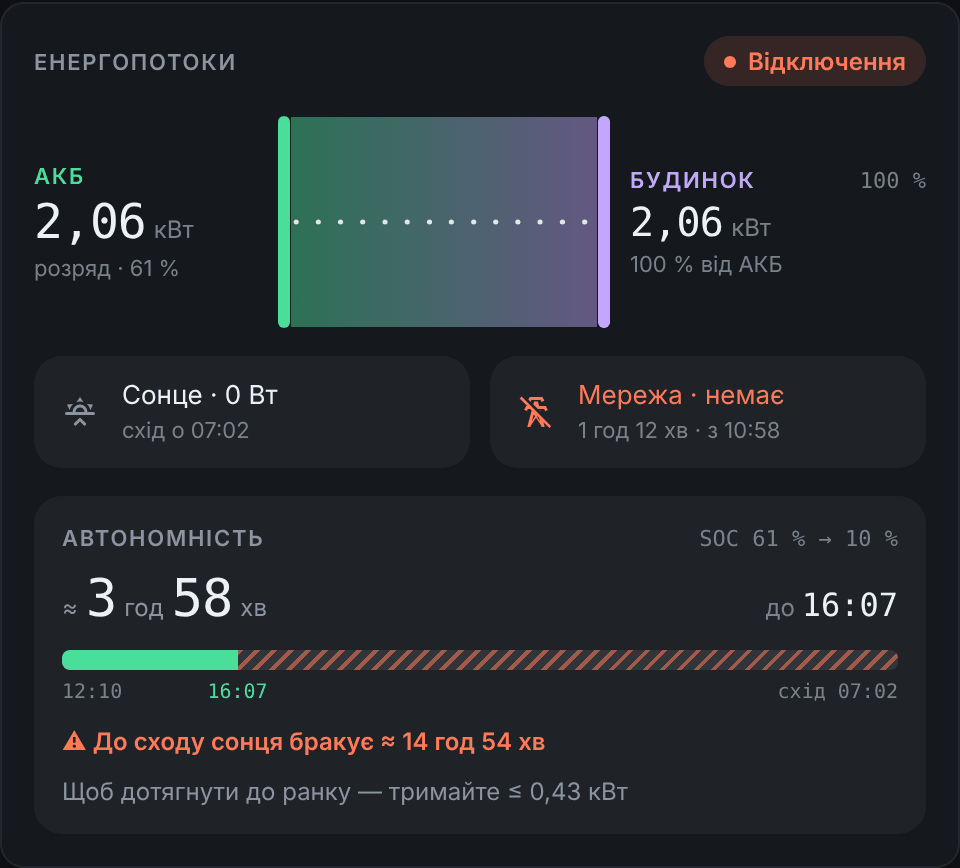 ЕНЕРГОПОТОКИ
Відключення
АКБ
2,06 кВт
розряд · 61 %
БУДИНОК 100 %
2,06 кВт
100 % від АКБ
Сонце · 0 Вт
схід о 07:02
Мережа · немає
1 год 12 хв · з 10:58
АВТОНОМНІСТЬ SOC 61 % → 10 %
≈ 3 год 58 хв до 16:07
12:10 16:07 схід 07:02
До сходу сонця бракує ≈ 14 год 54 хв
Щоб дотягнути до ранку — тримайте ≤ 0,43 кВт